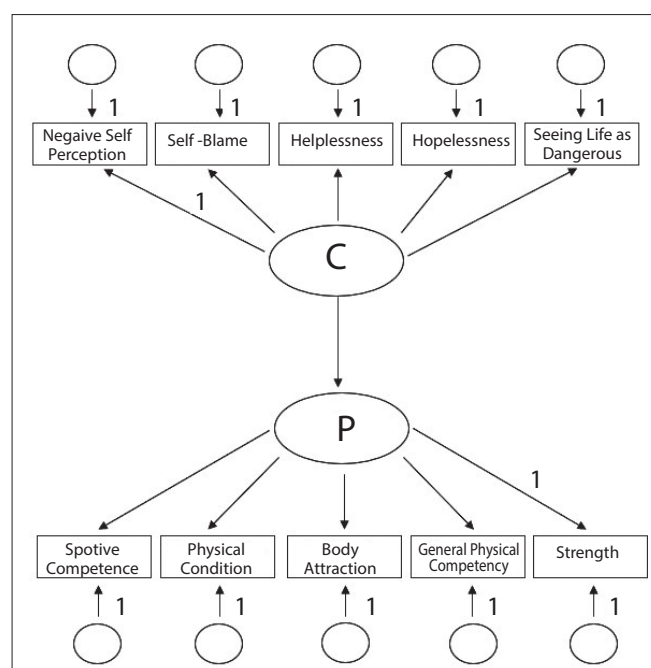 1 1 1 1 1
Negaive Self
Perception
Self -Blame
Helplessness
Hopelessness
Seeing Life as
Dangerous
1
C
P
1
Spotive
Competence
Physical
Condition
Body
Attraction
General Physical
Competency
Strength
1 1 1 1 1